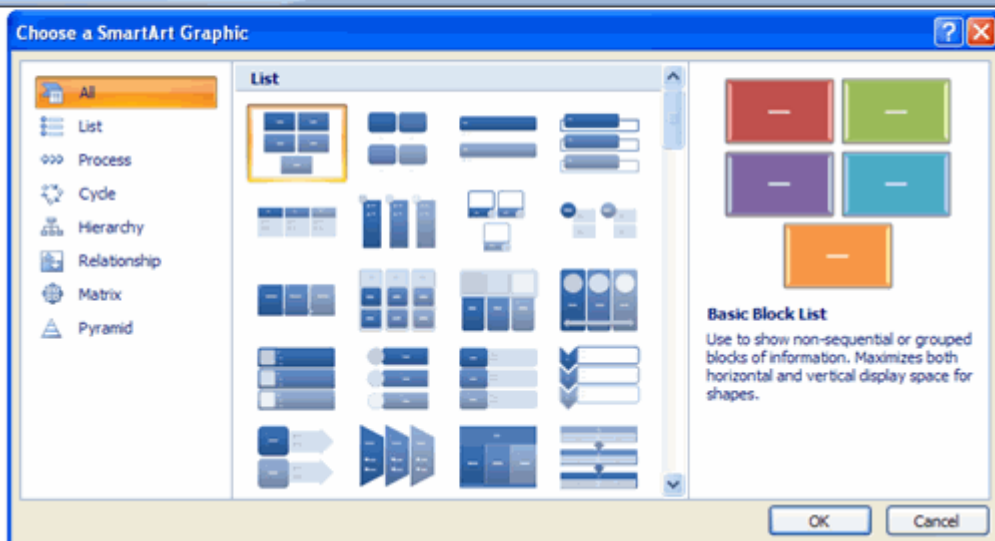 Choose a SmartArt Graphic
All
List
Process
Cycle
Hierarchy
Relationship
Matrix
Pyramid
List
Basic Block List
Use to show non-sequential or grouped
blocks of information. Maximizes both
horizontal and vertical display space for
shapes.
OK
Cancel